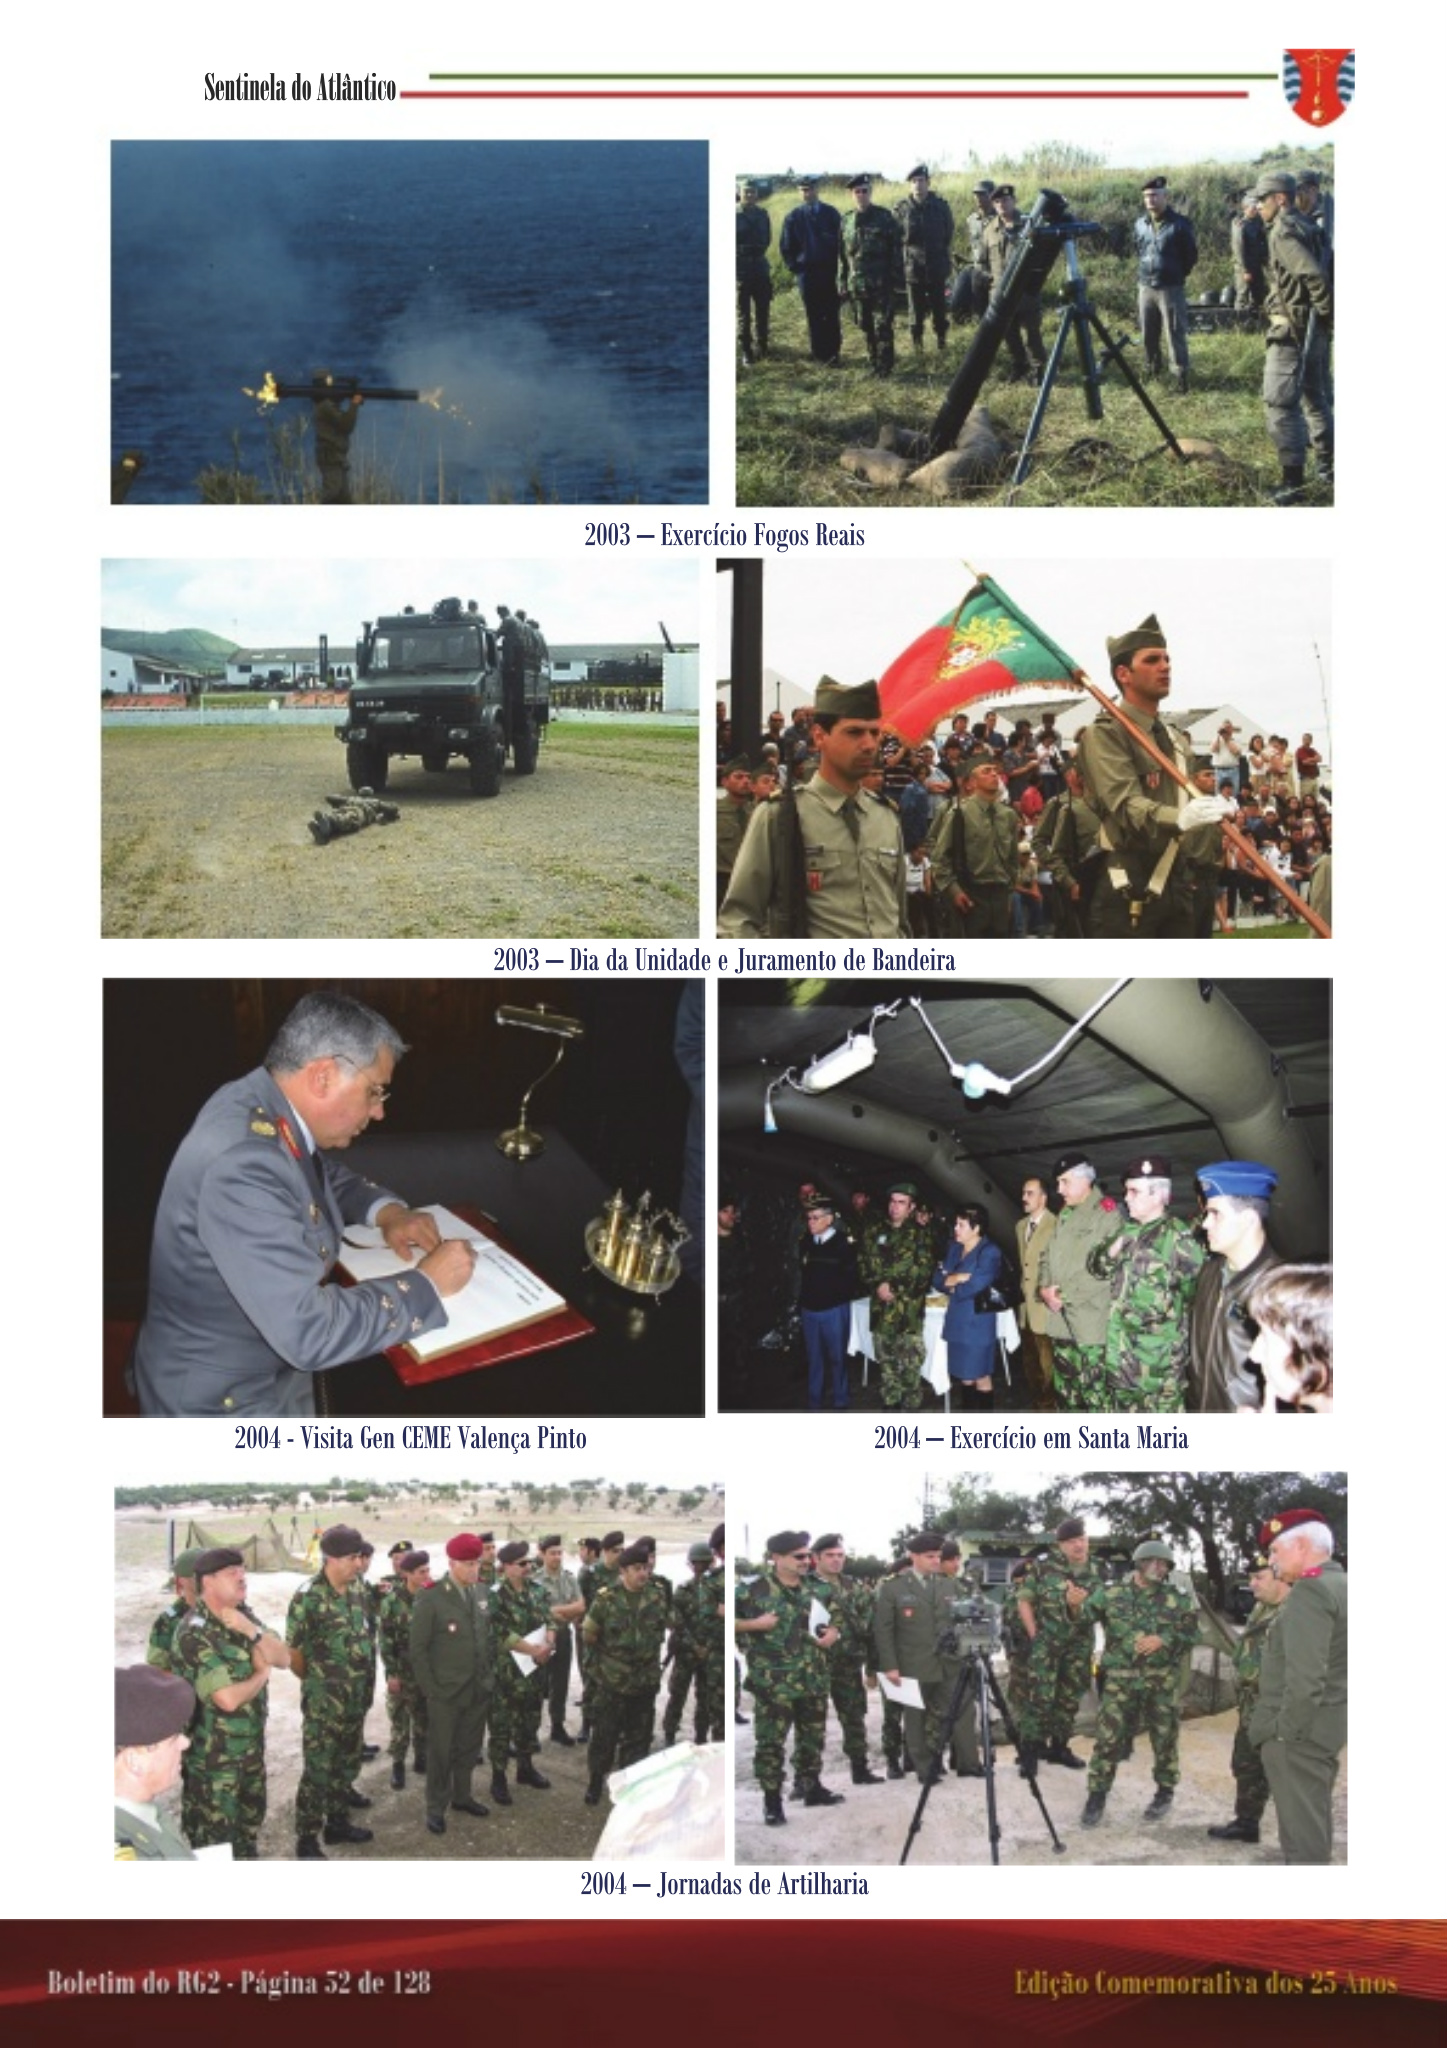 Sentinela do Atlântico
2003 – Exercício Fogos Reais
2003 – Dia da Unidade e Juramento de Bandeira
2004 - Visita Gen CEME Valença Pinto
2004 – Exercício em Santa Maria
2004 – Jornadas de Artilharia
Boletim do RG2 - Página 52 de 128
Edição Comemorativa dos 25 Anos